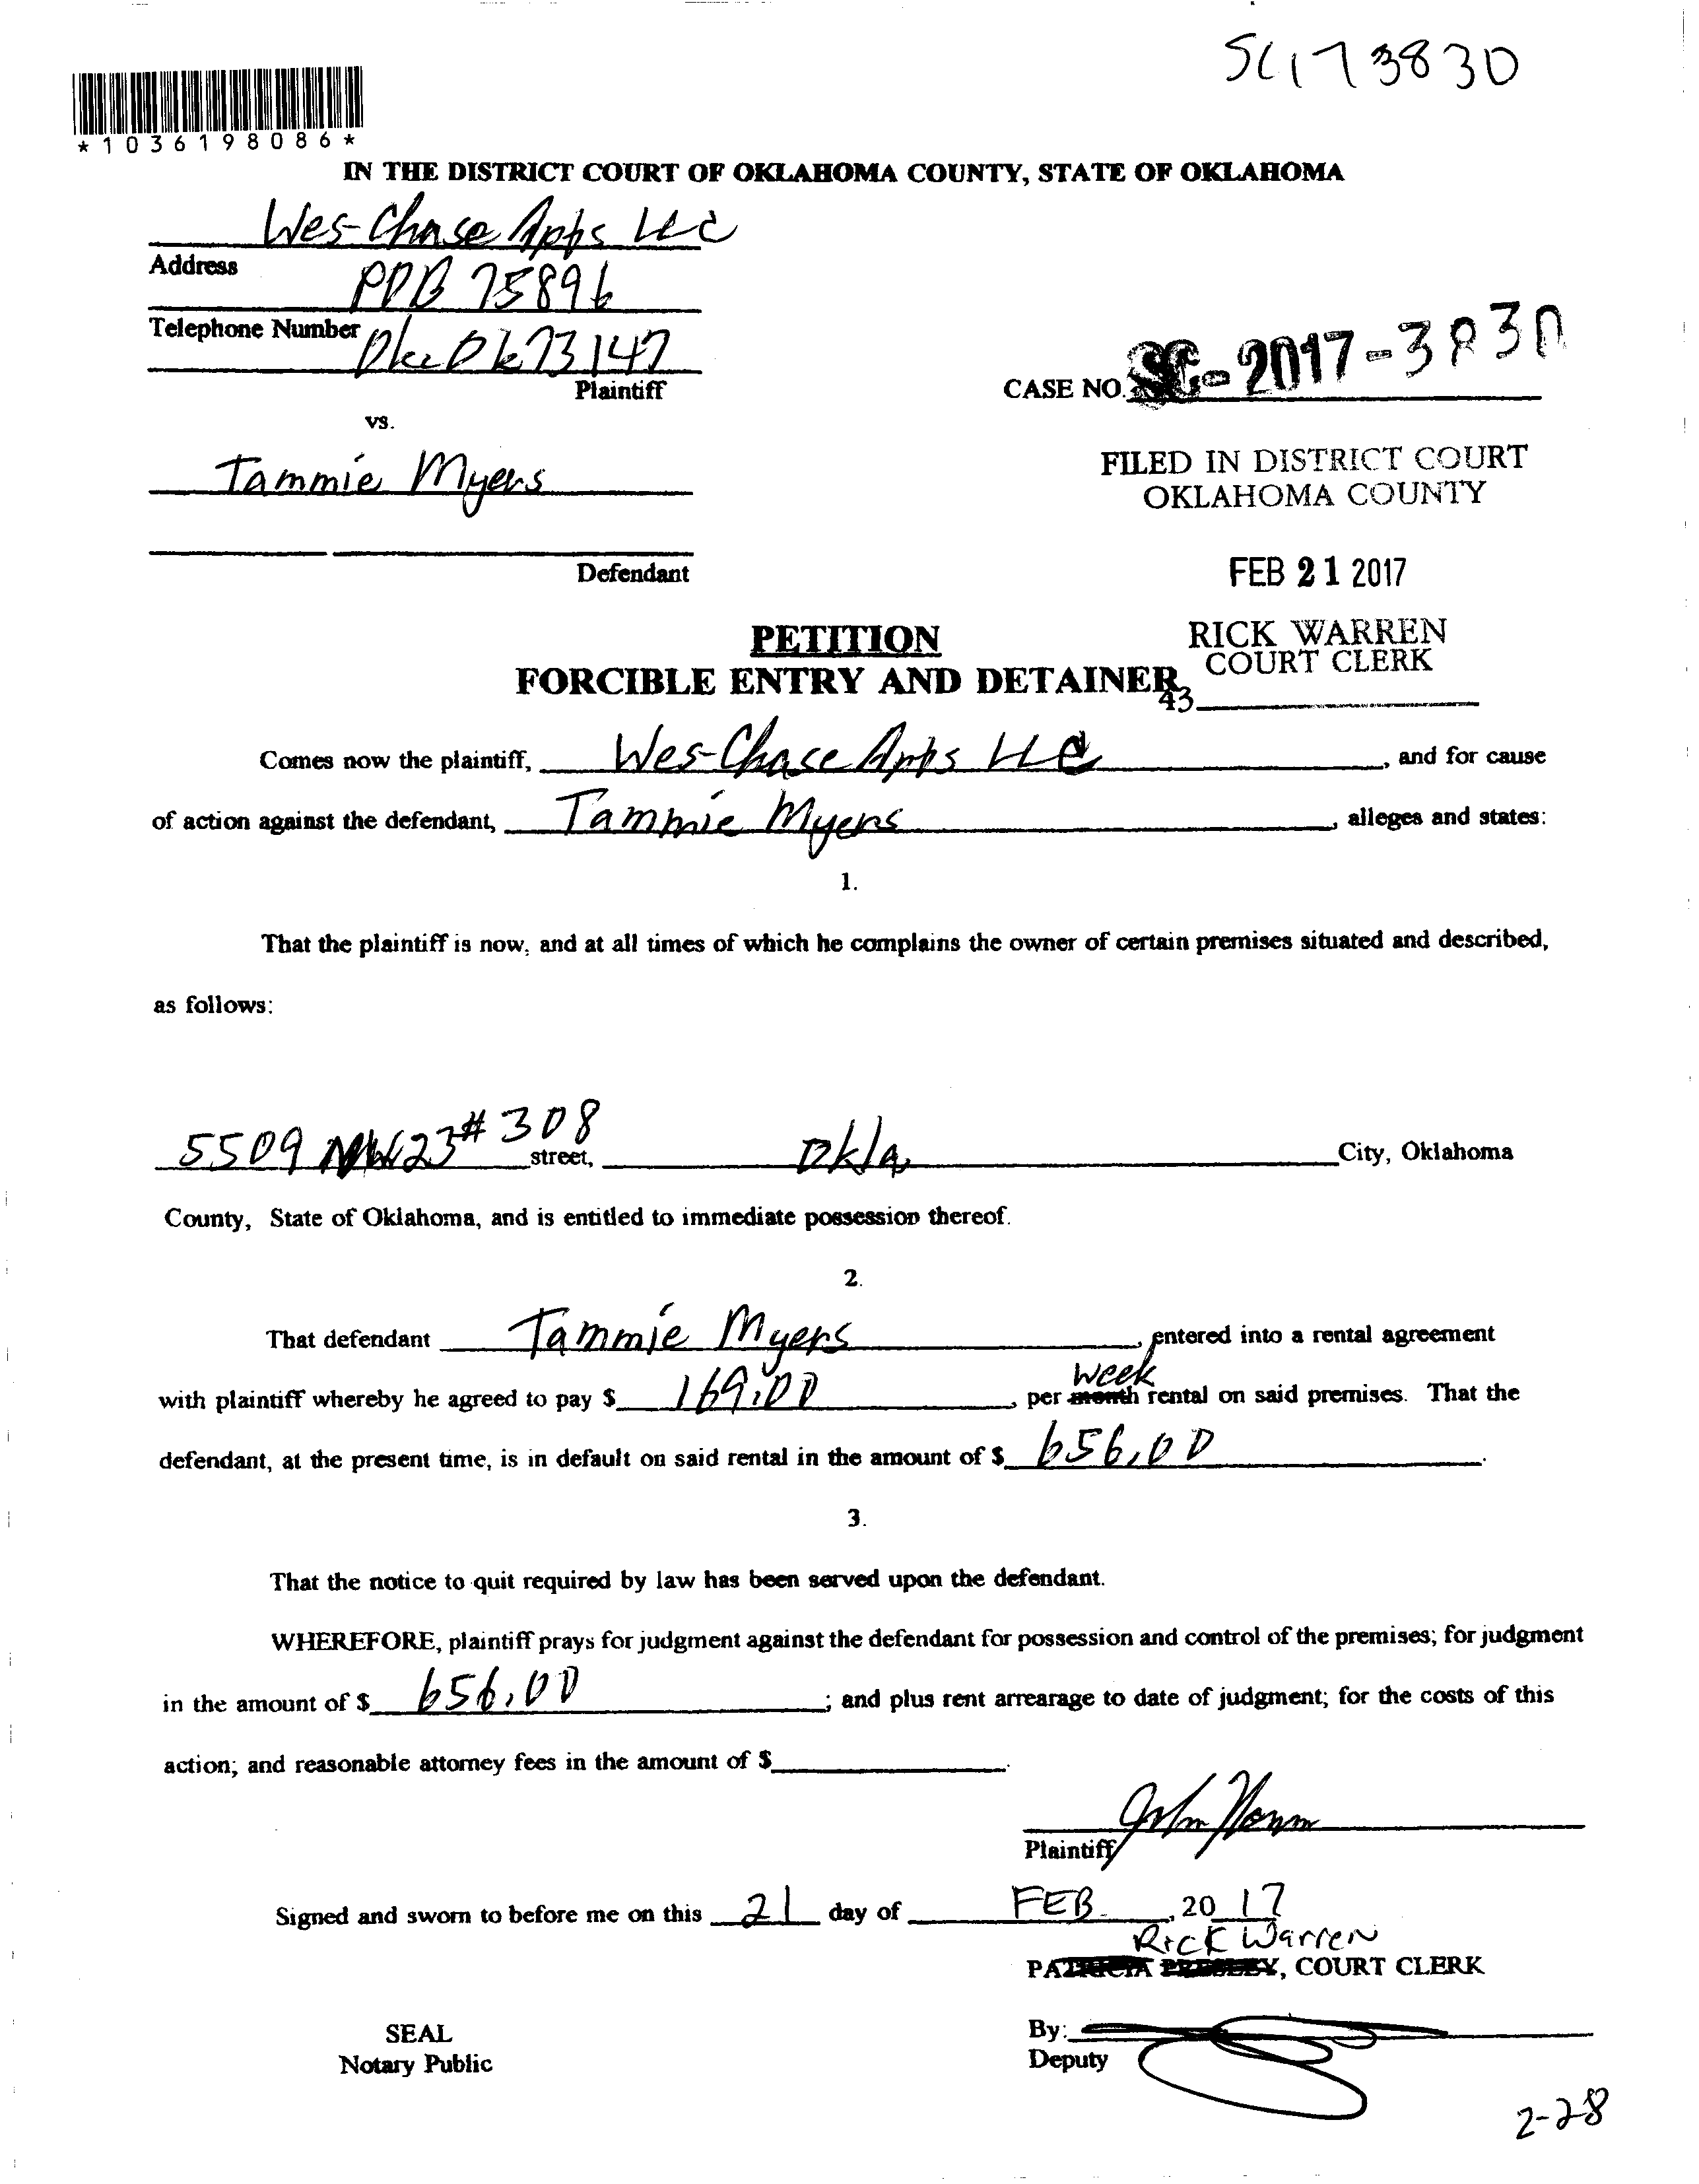 SC173830
*1036198086*
IN THE DISTRICT COURT OF OKLAHOMA COUNTY, STATE OF OKLAHOMA
Wes-Chase Apts LLC
Address
POB 75896
Telephone Number
Okc Ok 73147
Plaintiff
CASE NO. SC-2017-3830
vs.
Tammie Myers
FILED IN DISTRICT COURT
OKLAHOMA COUNTY
Defendant
FEB 21 2017
PETITION
RICK WARREN
COURT CLERK
FORCIBLE ENTRY AND DETAINER
43
Comes now the plaintiff, Wes-Chase Apts LLC, and for cause
of action against the defendant, Tammie Myers, alleges and states:
1.
That the plaintiff is now, and at all times of which he complains the owner of certain premises situated and described,
as follows:
5509 NW 23 # 308 street, Okla, City, Oklahoma
County, State of Oklahoma, and is entitled to immediate possession thereof.
2.
That defendant Tammie Myers, entered into a rental agreement
week
with plaintiff whereby he agreed to pay $ 169.00, per month rental on said premises. That the
defendant, at the present time, is in default on said rental in the amount of $ 656.00.
3.
That the notice to quit required by law has been served upon the defendant.
WHEREFORE, plaintiff prays for judgment against the defendant for possession and control of the premises; for judgment
in the amount of $ 656.00; and plus rent arrearage to date of judgment; for the costs of this
action; and reasonable attorney fees in the amount of $.
Plaintiff
Signed and sworn to before me on this 21 day of FEB, 2017
Rick Warren
PATRICIA PRESLEY, COURT CLERK
SEAL
Notary Public
By:
Deputy
2-28